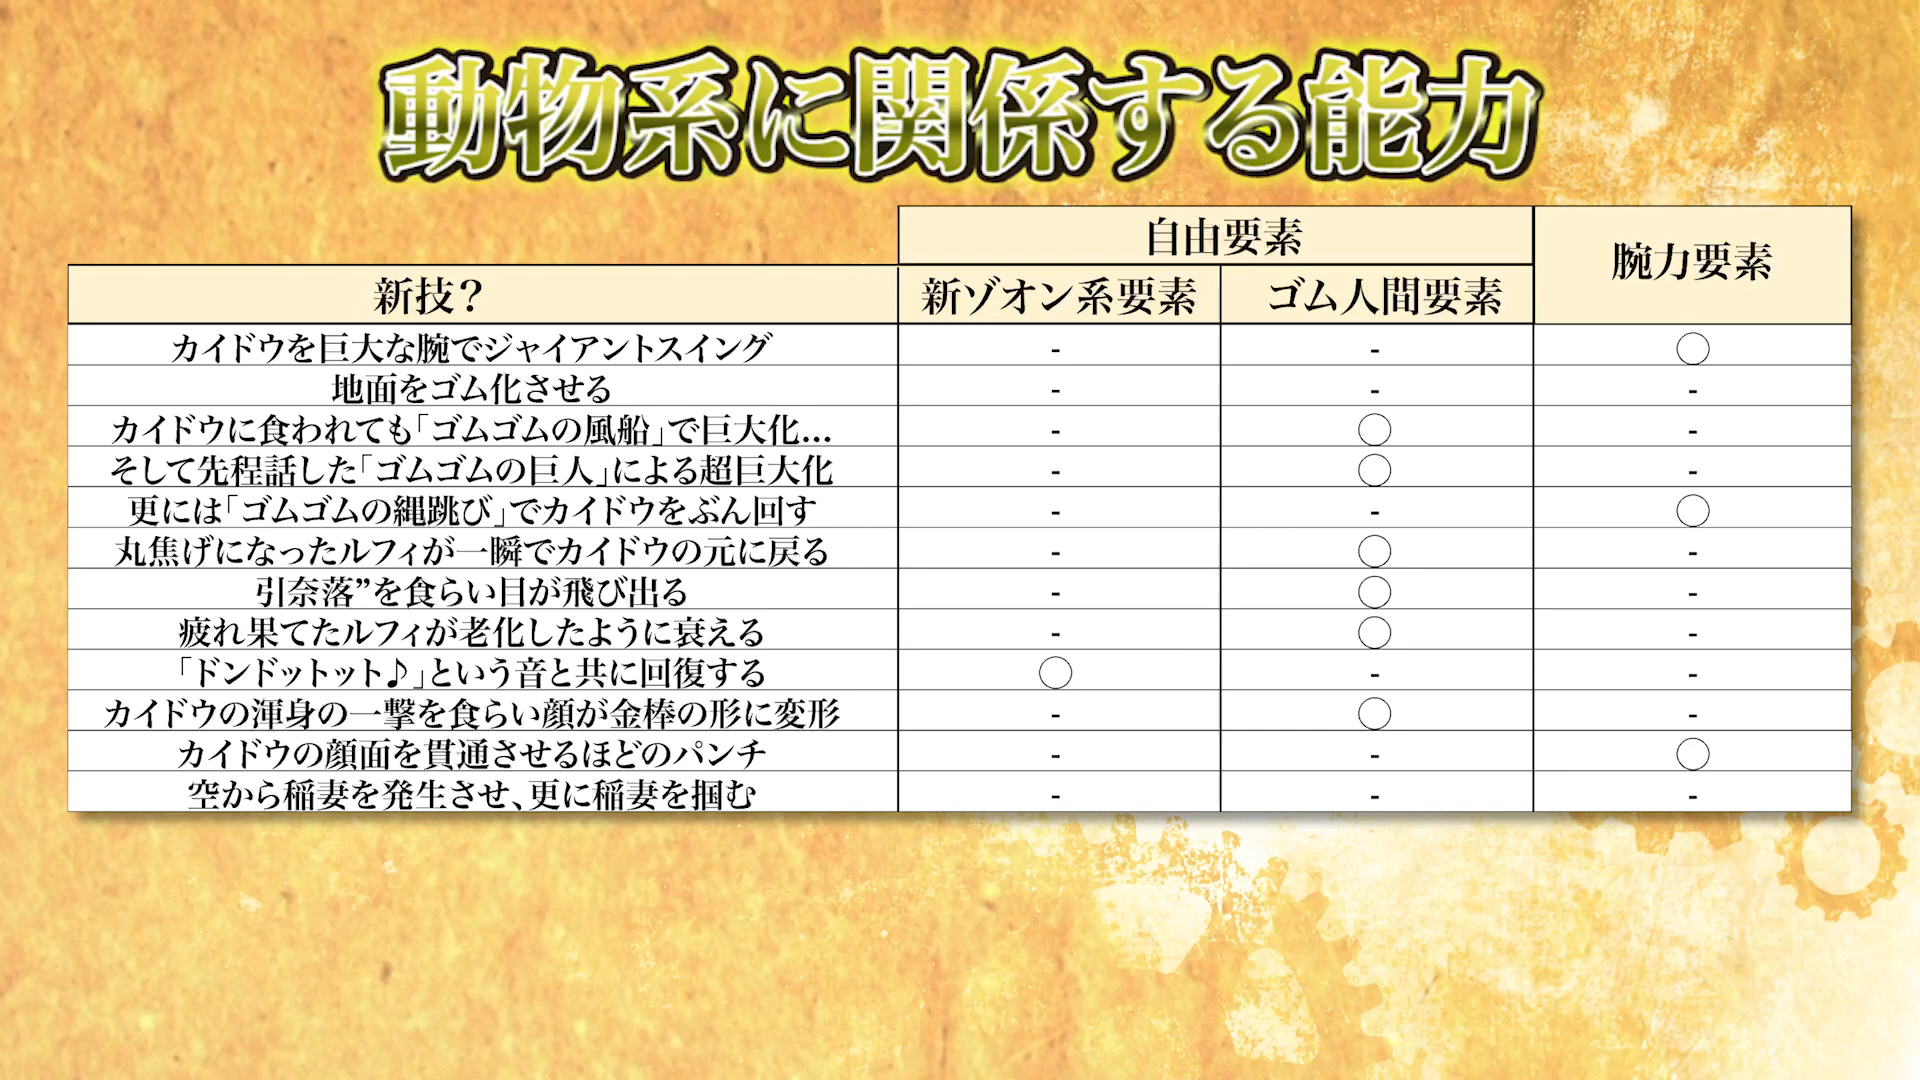 動物系に関係する能力
自由要素
腕力要素
新技？
新ゾオン系要素
ゴム人間要素
カイドウを巨大な腕でジャイアントスイング - - ○
地面をゴム化させる - - -
カイドウに食われても「ゴムゴムの風船」で巨大化… - ○ -
そして先程話した「ゴムゴムの巨人」による超巨大化 - ○ -
更には「ゴムゴムの縄跳び」でカイドウをぶん回す - - ○
丸焦げになったルフィが一瞬でカイドウの元に戻る - ○ -
引奈落”を食らい目が飛び出る - ○ -
疲れ果てたルフィが老化したように衰える - ○ -
「ドンドットット♪」という音と共に回復する ○ - -
カイドウの渾身の一撃を食らい顔が金棒の形に変形 - ○ -
カイドウの顔面を貫通させるほどのパンチ - - ○
空から稲妻を発生させ、更に稲妻を掴む - - -